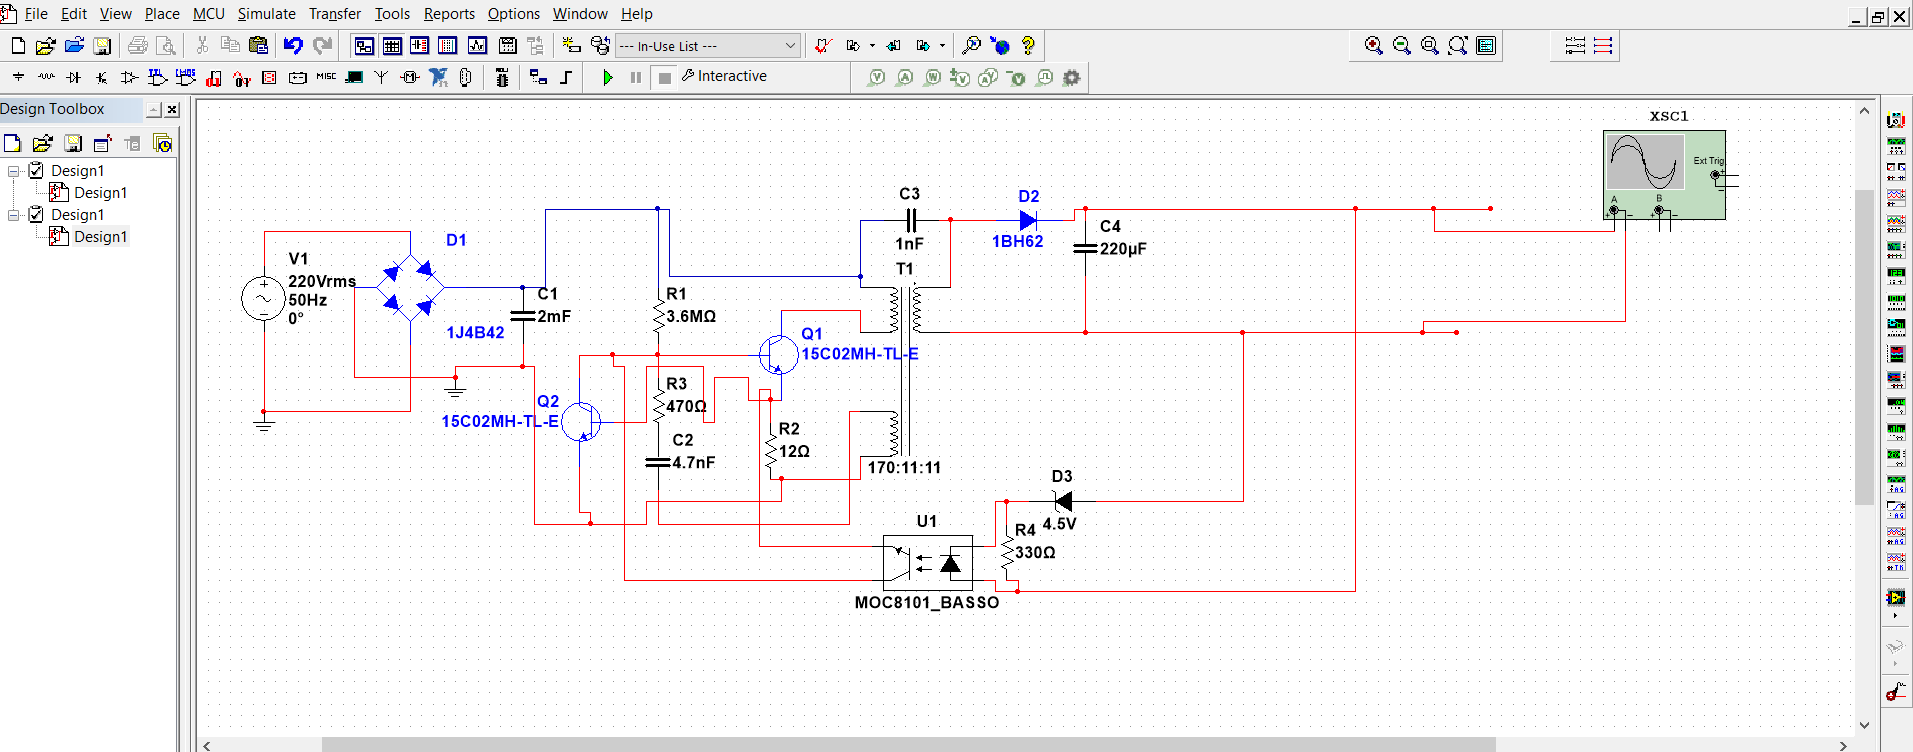 File Edit View Place MCU Simulate Transfer Tools Reports Options Window Help
--- In-Use List ---
MISC
Interactive
Design Toolbox
Design1
Design1
Design1
Design1
XSC1
Ext Trig
A
B
V1
220Vrms
50Hz
0°
D1
1J4B42
C1
2mF
R1
3.6MΩ
C3
1nF
T1
170:11:11
D2
1BH62
C4
220µF
Q1
15C02MH-TL-E
Q2
15C02MH-TL-E
R3
470Ω
C2
4.7nF
R2
12Ω
D3
4.5V
U1
MOC8101_BASSO
R4
330Ω